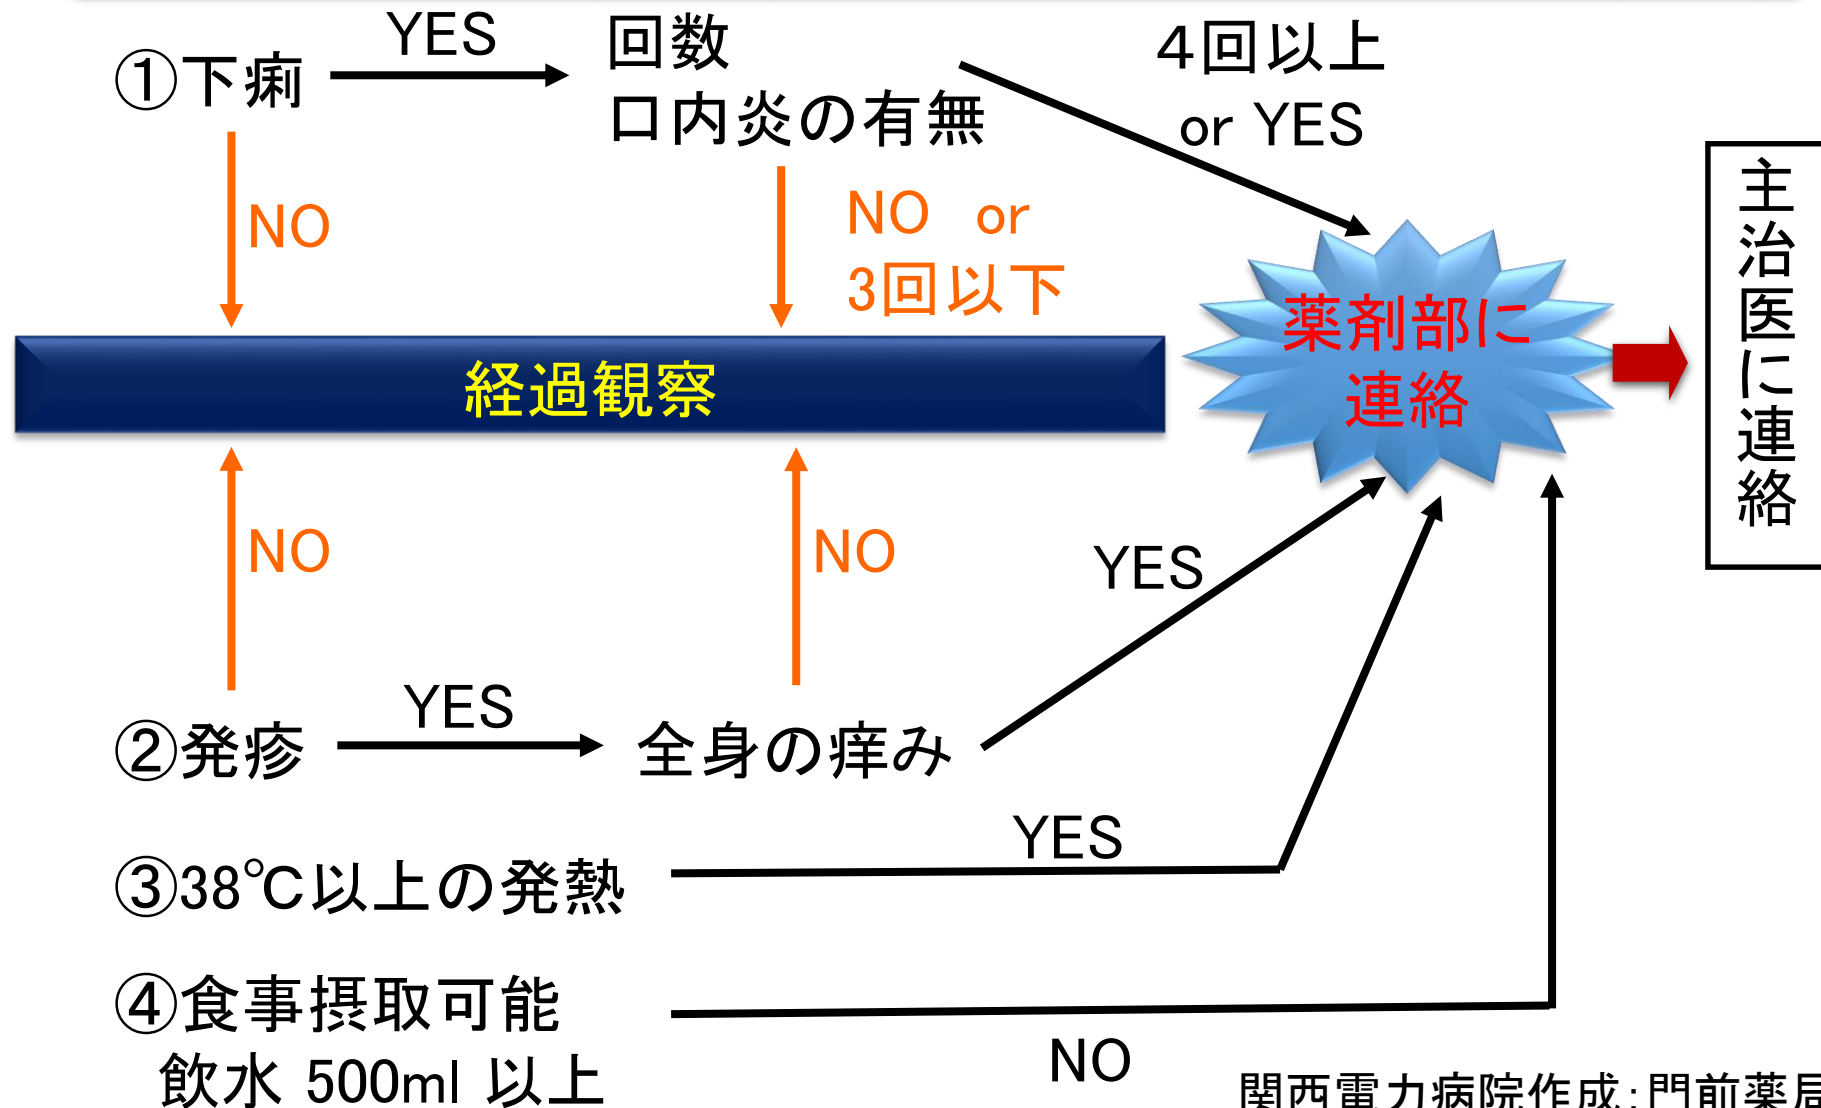 ①下痢
YES
回数
口内炎の有無
4回以上
or YES
NO
NO or
3回以下
経過観察
薬剤部に
連絡
主治医に連絡
NO
NO
YES
②発疹
YES
全身の痒み
YES
③38℃以上の発熱
④食事摂取可能
飲水 500ml 以上
NO
関西電力病院作成:門前薬局